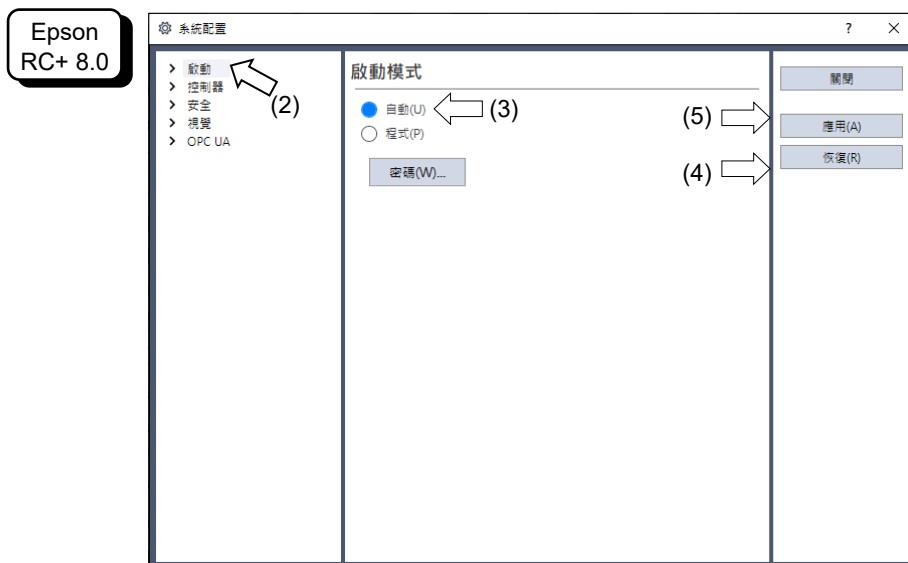 Epson
RC+ 8.0
系統配置
?
啟動
控制器
安全
視覺
OPC UA
(2)
啟動模式
自動(U)
(3)
程式(P)
密碼(W)...
關閉
(5)
應用(A)
恢復(R)
(4)